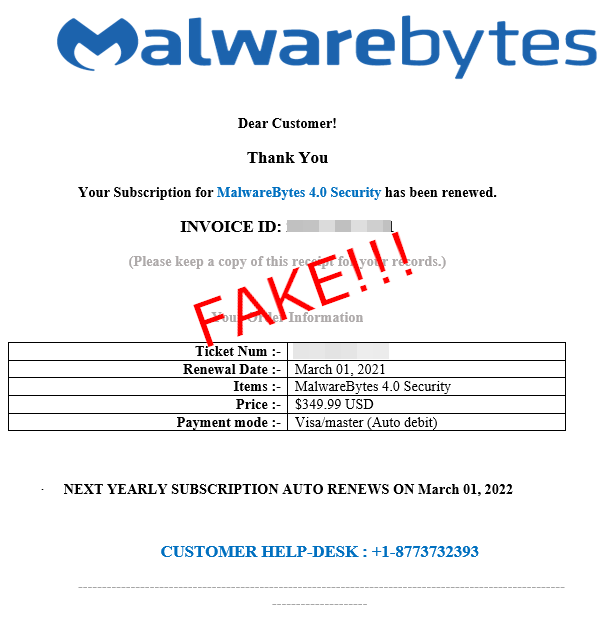 Malwarebytes
Dear Customer!
Thank You
Your Subscription for MalwareBytes 4.0 Security has been renewed.
INVOICE ID:
(Please keep a copy of this receipt for your records.)
FAKE!!!
Your Order Information
Ticket Num :-
Renewal Date :- March 01, 2021
Items :- MalwareBytes 4.0 Security
Price :- $349.99 USD
Payment mode :- Visa/master (Auto debit)
· NEXT YEARLY SUBSCRIPTION AUTO RENEWS ON March 01, 2022
CUSTOMER HELP-DESK : +1-8773732393